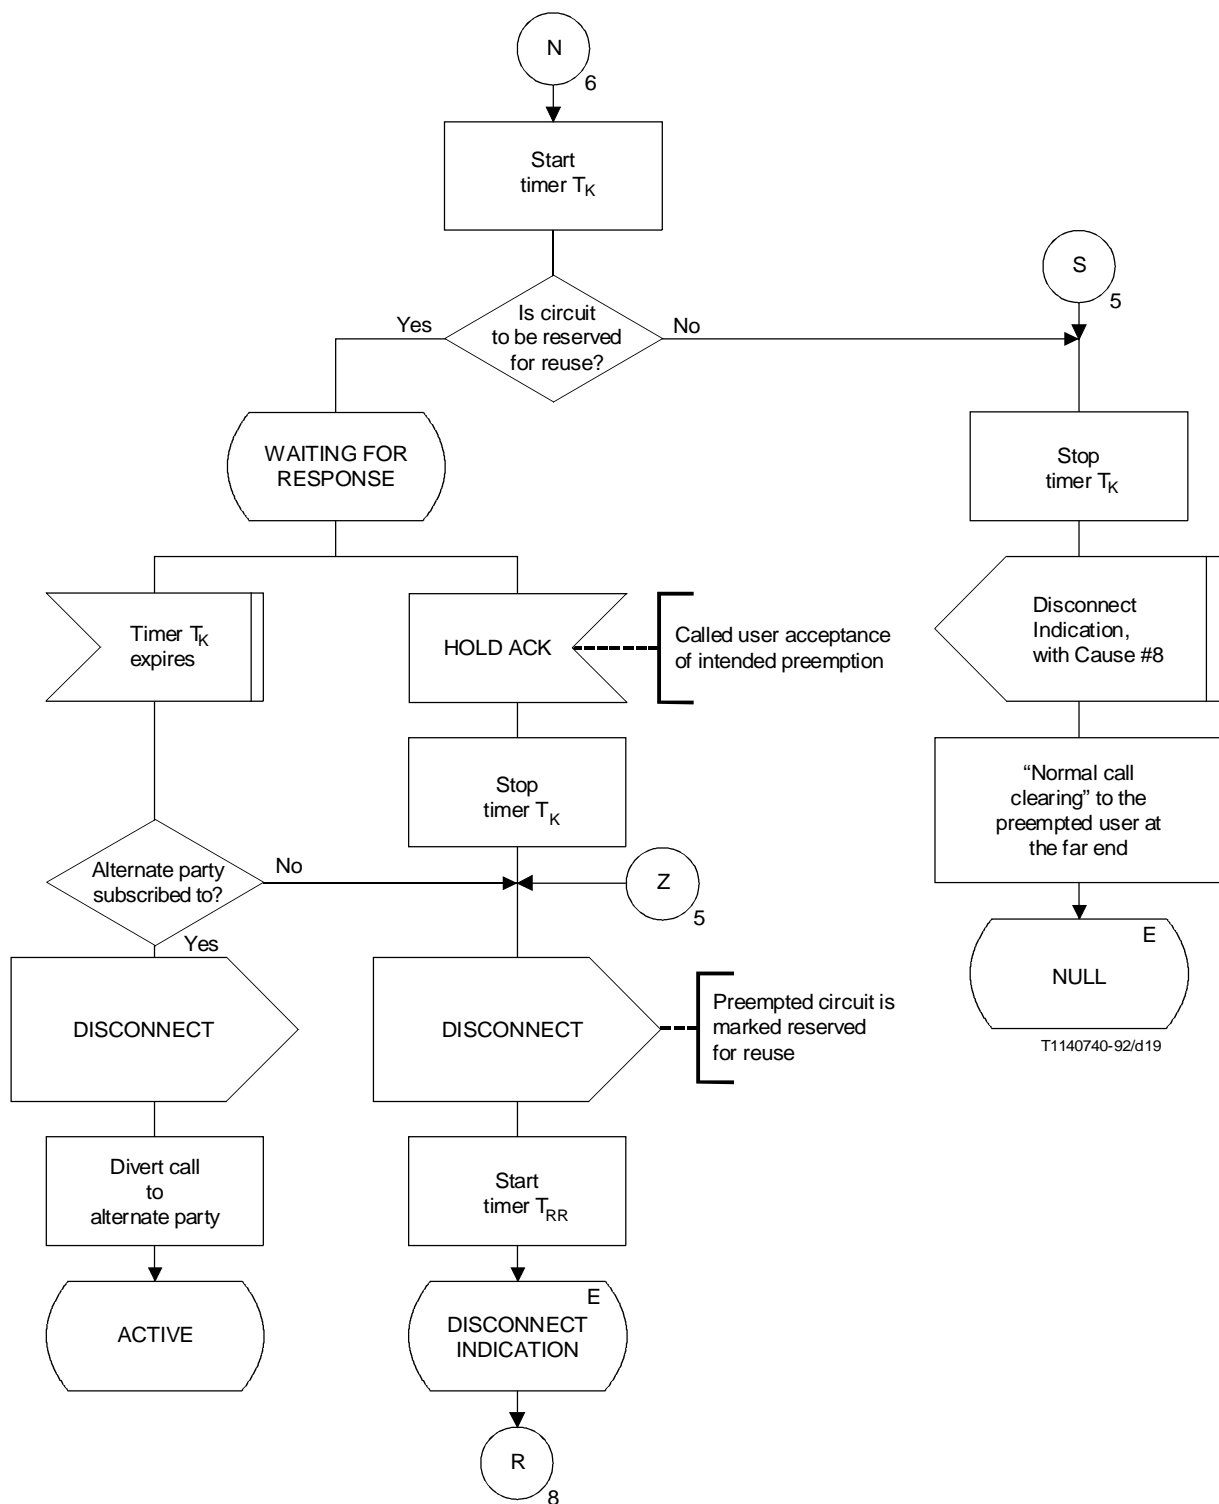 N
6
Start
timer TK
S
5
Is circuit
to be reserved
for reuse?
Yes
No
WAITING FOR
RESPONSE
Stop
timer TK
Timer TK
expires
HOLD ACK
Called user acceptance
of intended preemption
Disconnect
Indication,
with Cause #8
Stop
timer TK
“Normal call
clearing” to the
preempted user at
the far end
Alternate party
subscribed to?
No
Yes
Z
5
E
NULL
T1140740-92/d19
DISCONNECT
DISCONNECT
Preempted circuit is
marked reserved
for reuse
Divert call
to
alternate party
Start
timer TRR
ACTIVE
E
DISCONNECT
INDICATION
R
8